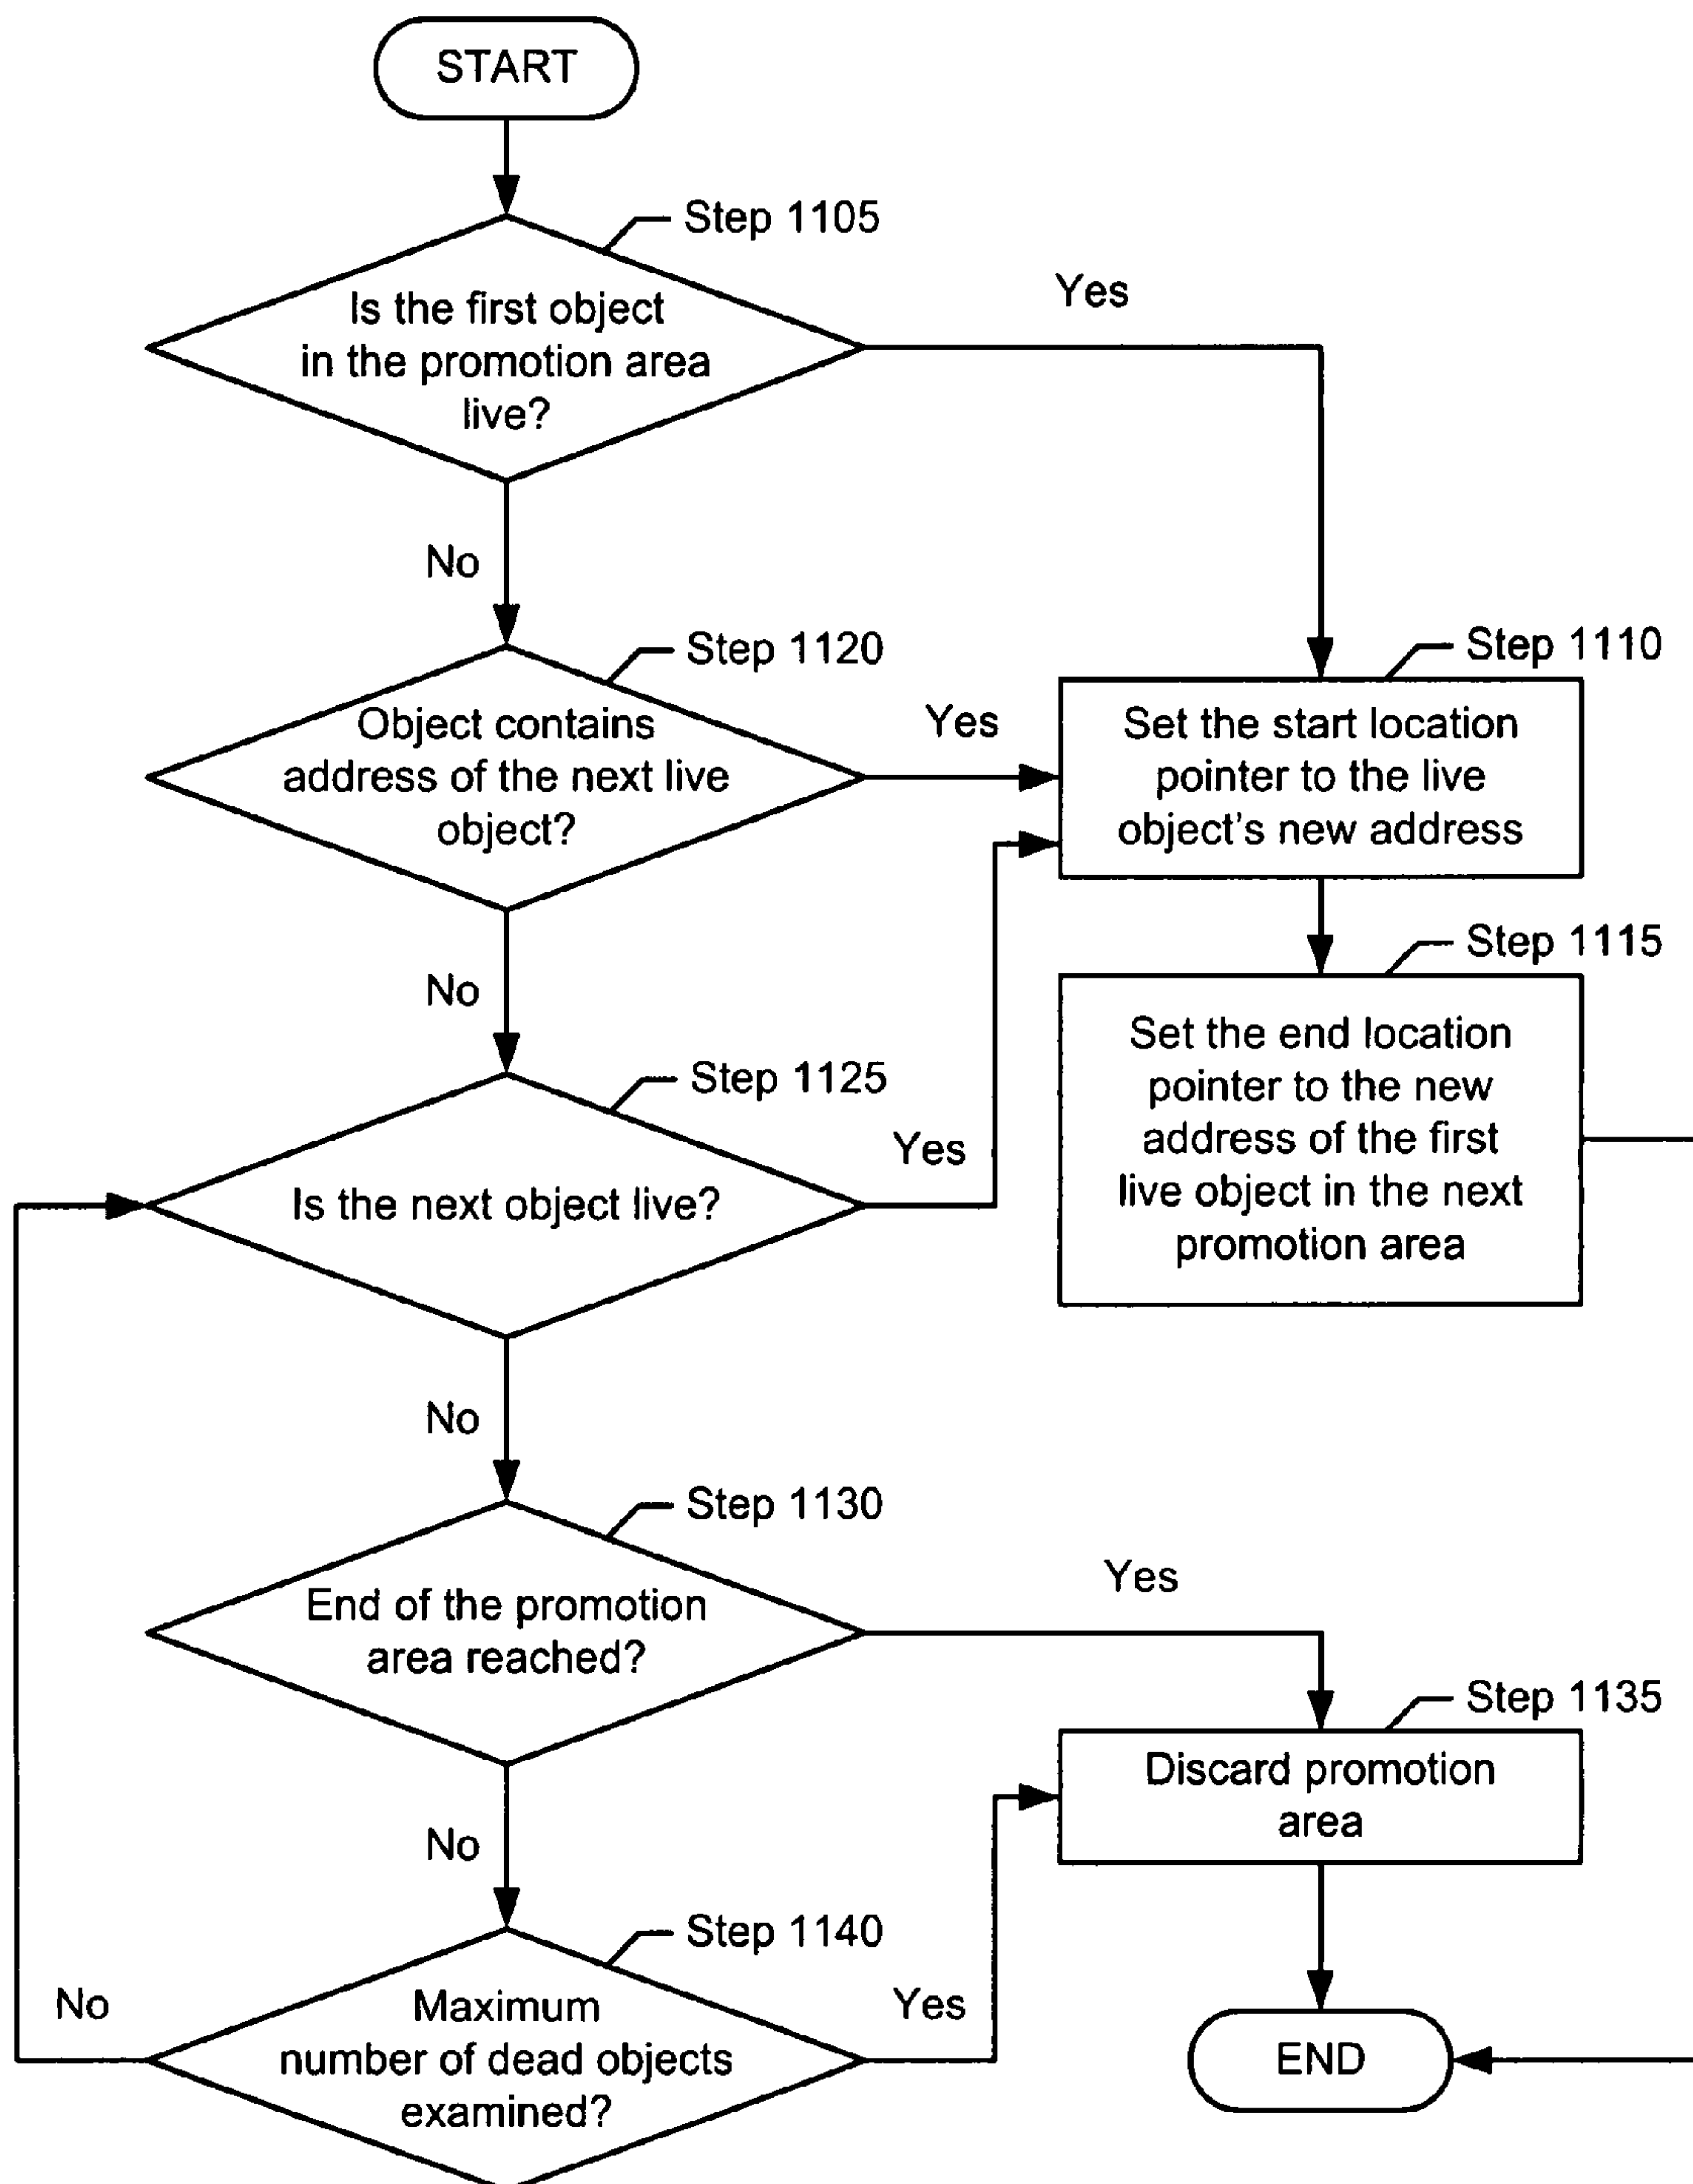 START
Step 1105
Is the first object
in the promotion area
live?
Yes
No
Step 1120
Object contains
address of the next live
object?
Yes
No
Step 1110
Set the start location
pointer to the live
object's new address
Step 1115
Set the end location
pointer to the new
address of the first
live object in the next
promotion area
Step 1125
Is the next object live?
Yes
No
Step 1130
End of the promotion
area reached?
Yes
No
Step 1135
Discard promotion
area
Step 1140
Maximum
number of dead objects
examined?
No
Yes
END